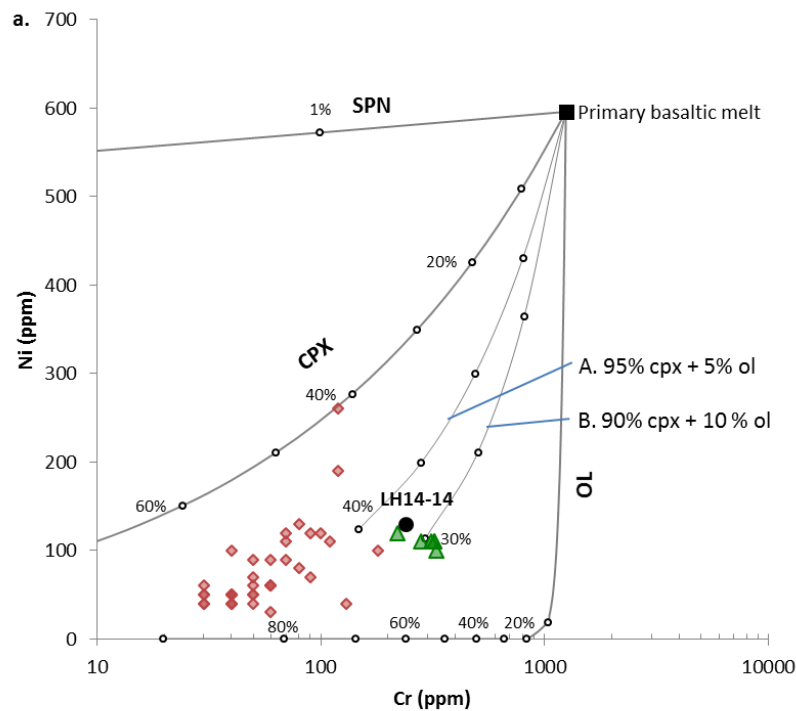 a.
700
600
500
400
300
200
100
0
Ni (ppm)
1%
SPN
Primary basaltic melt
20%
CPX
40%
60%
A. 95% cpx + 5% ol
B. 90% cpx + 10 % ol
LH14-14
40%
30%
OL
80%
60%
40%
20%
10
100
1000
10000
Cr (ppm)